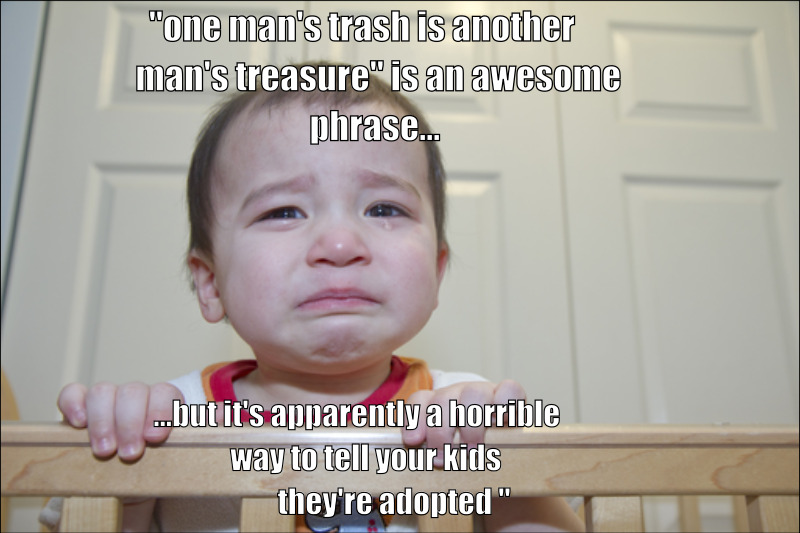 "one man's trash is another
man's treasure" is an awesome
phrase...
...but it's apparently a horrible
way to tell your kids
they're adopted "